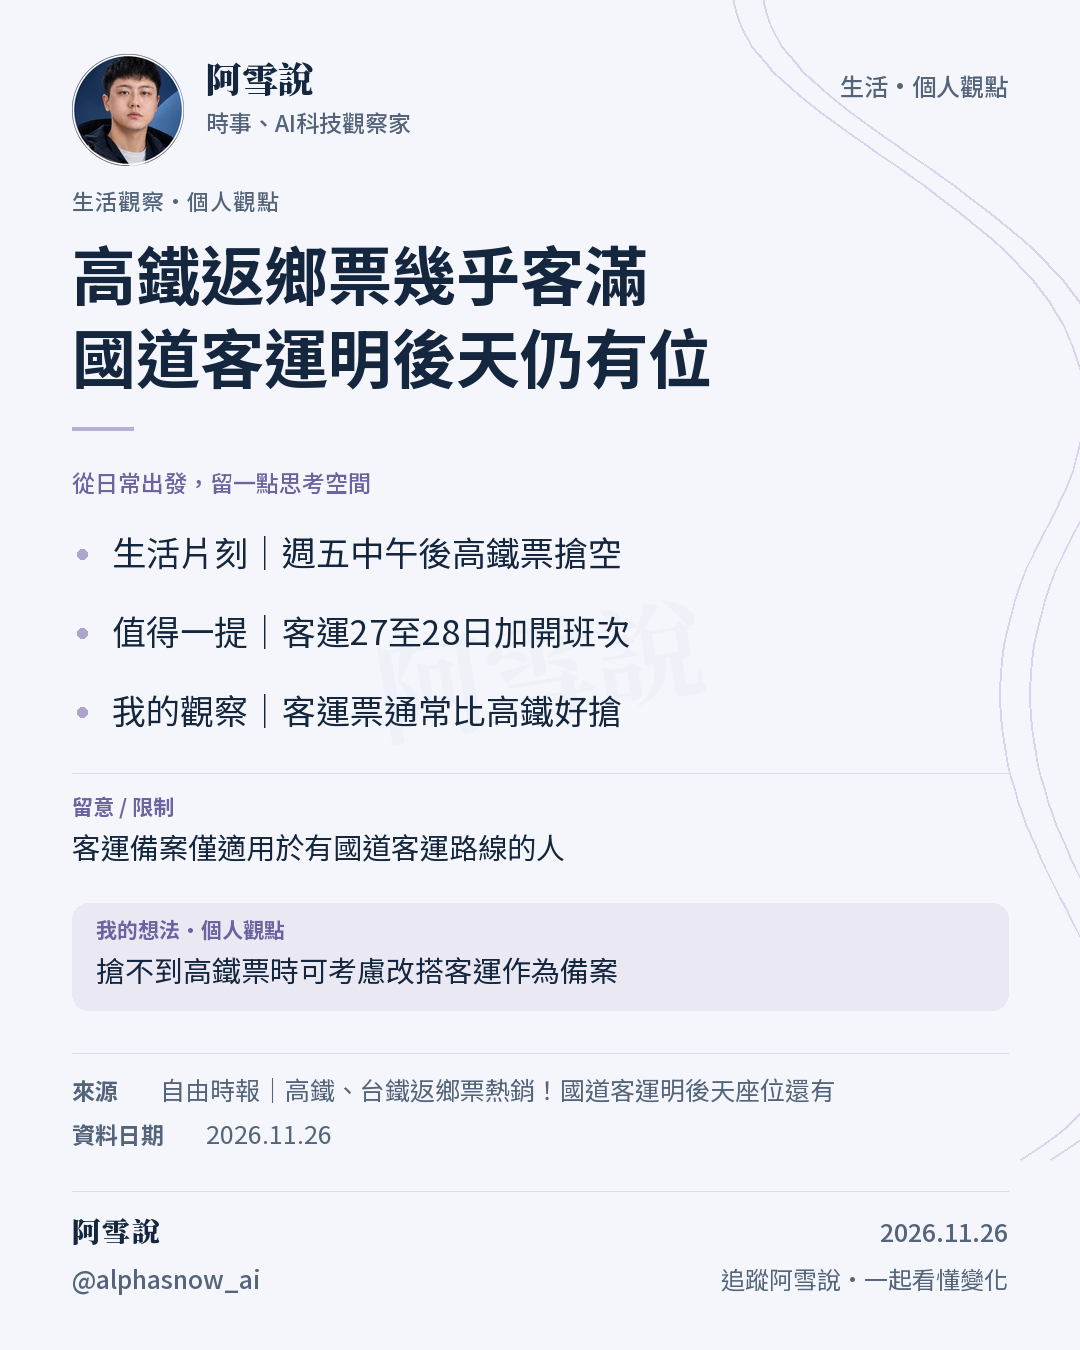 阿雪說
時事、AI科技觀察家
生活・個人觀點
生活觀察・個人觀點
高鐵返鄉票幾乎客滿
國道客運明後天仍有位
從日常出發，留一點思考空間
生活片刻｜週五中午後高鐵票搶空
值得一提｜客運27至28日加開班次
我的觀察｜客運票通常比高鐵好搶
阿雪說
留意 / 限制
客運備案僅適用於有國道客運路線的人
我的想法・個人觀點
搶不到高鐵票時可考慮改搭客運作為備案
來源 自由時報｜高鐵、台鐵返鄉票熱銷！國道客運明後天座位還有
資料日期 2026.11.26
阿雪說
2026.11.26
@alphasnow_ai
追蹤阿雪說・一起看懂變化